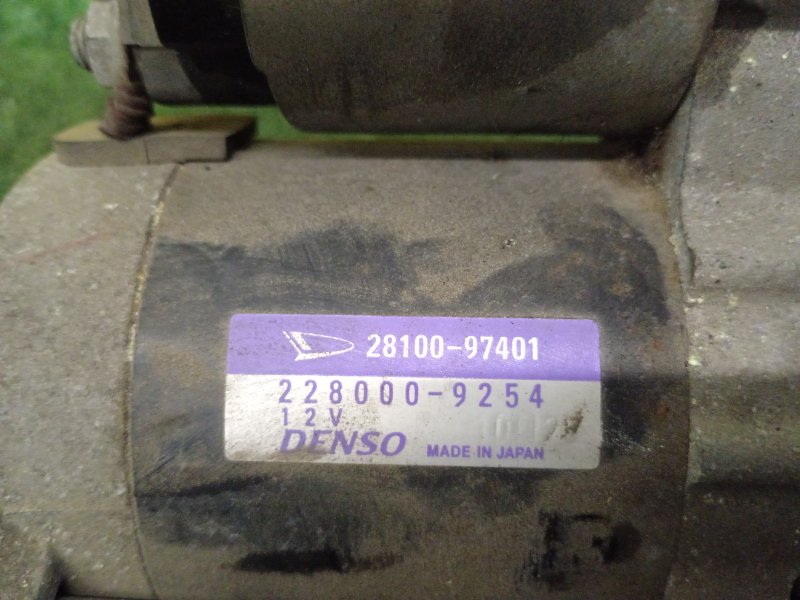 28100-97401
228000-9254
12V
DENSO MADE IN JAPAN